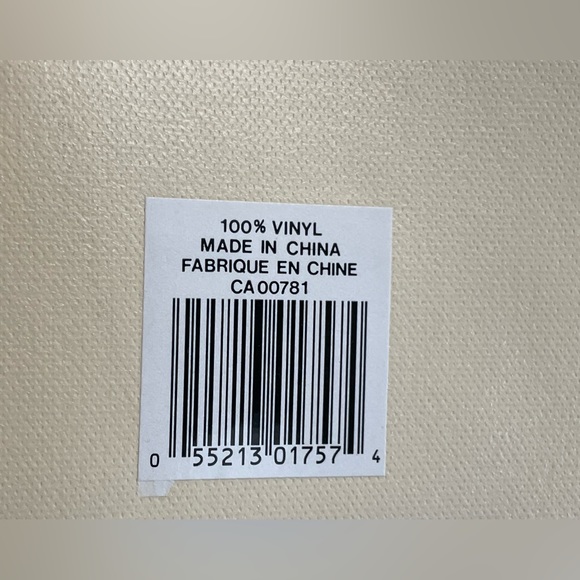 100% VINYL
MADE IN CHINA
FABRIQUE EN CHINE
CA00781
0 55213 01757 4